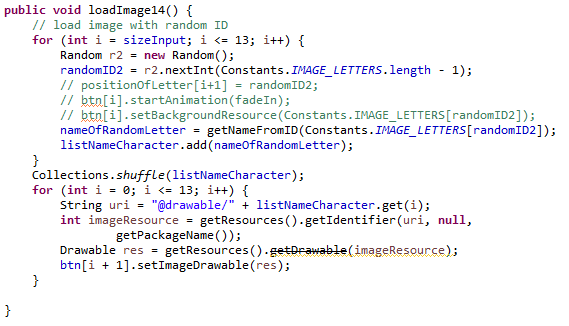 public void loadImage14() {
    // load image with random ID
    for (int i = sizeInput; i <= 13; i++) {
        Random r2 = new Random();
        randomID2 = r2.nextInt(Constants.IMAGE_LETTERS.length - 1);
        // positionOfLetter[i+1] = randomID2;
        // btn[i].startAnimation(fadeIn);
        // btn[i].setBackgroundResource(Constants.IMAGE_LETTERS[randomID2]);
        nameOfRandomLetter = getNameFromID(Constants.IMAGE_LETTERS[randomID2]);
        listNameCharacter.add(nameOfRandomLetter);
    }
    Collections.shuffle(listNameCharacter);
    for (int i = 0; i <= 13; i++) {
        String uri = "@drawable/" + listNameCharacter.get(i);
        int imageResource = getResources().getIdentifier(uri, null,
                getPackageName());
        Drawable res = getResources().getDrawable(imageResource);
        btn[i + 1].setImageDrawable(res);
    }
}